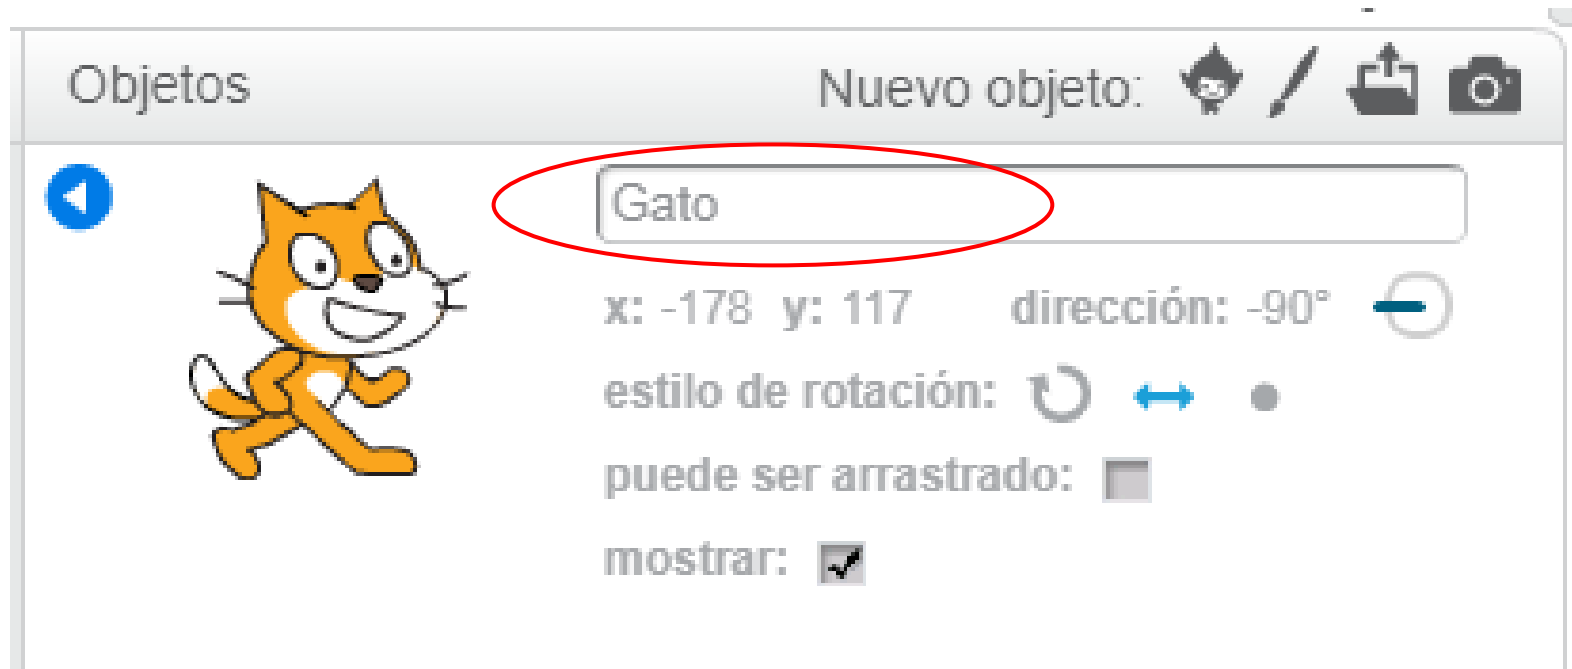 Objetos
Nuevo objeto:
Gato
x: -178 y: 117 dirección: -90°
estilo de rotación:
puede ser arrastrado:
mostrar: